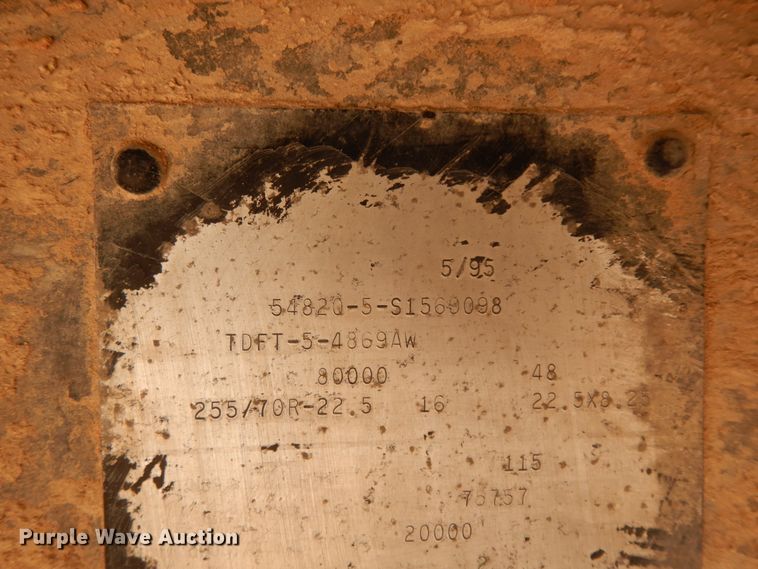 5/95
5482Q-5-S1569098
TDFT-5-4869AW
80000 48
255/70R-22.5 16 22.5X8.25
115
75757
20000
Purple Wave Auction